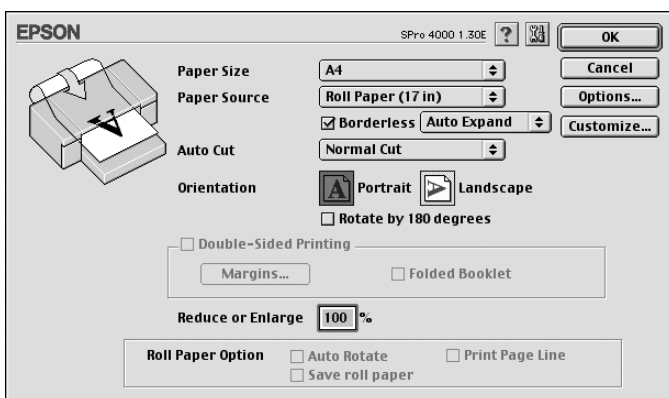 EPSON SPro 4000 1.30E ? OK
Paper Size A4 Cancel
Paper Source Roll Paper (17 in) Options...
Borderless Auto Expand Customize...
Auto Cut Normal Cut
Orientation A Portrait A Landscape
Rotate by 180 degrees
Double-Sided Printing
Margins... Folded Booklet
Reduce or Enlarge 100 %
Roll Paper Option Auto Rotate Print Page Line
Save roll paper